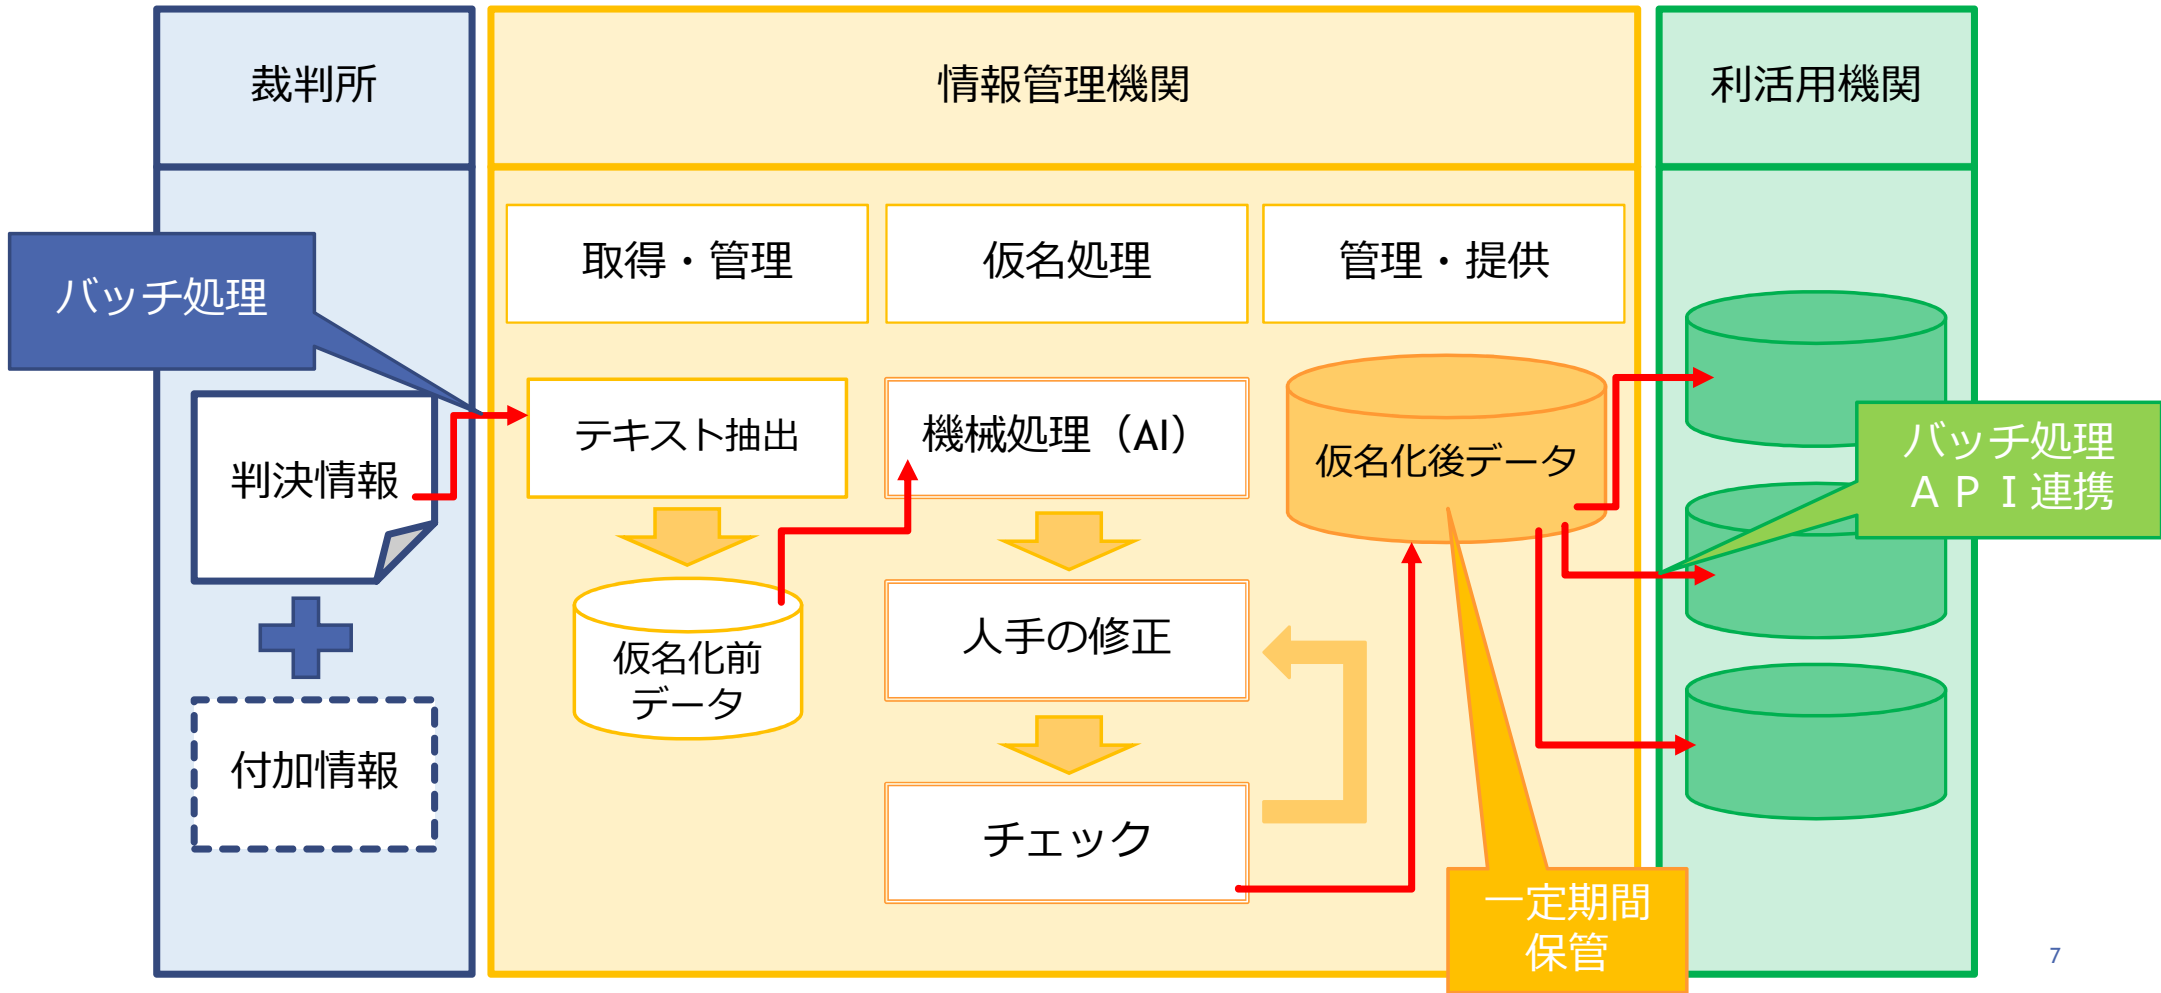 裁判所
情報管理機関
利活用機関
バッチ処理
取得・管理
仮名処理
管理・提供
判決情報
付加情報
テキスト抽出
仮名化前
データ
機械処理（AI）
人手の修正
チェック
仮名化後データ
一定期間
保管
バッチ処理
ＡＰＩ連携
7